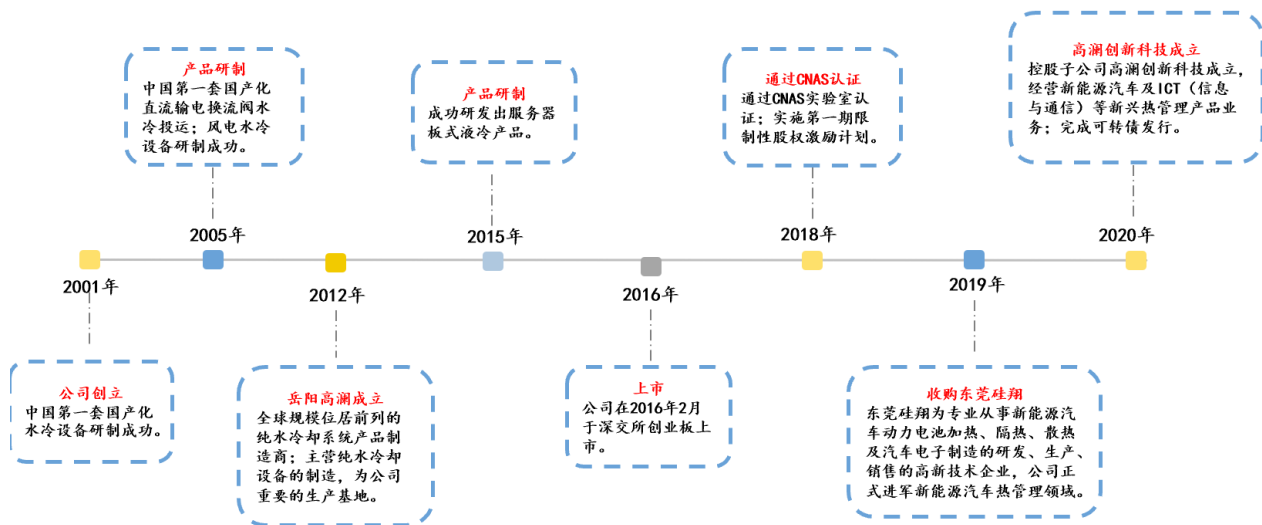 产品研制
中国第一套国产化
直流输电换流阀水
冷投运；风电水冷
设备研制成功。
产品研制
成功研发出服务器
板式液冷产品。
通过CNAS认证
通过CNAS实验室认
证；实施第一期限
制性股权激励计划。
高澜创新科技成立
控股子公司高澜创新科技成立，
经营新能源汽车及ICT（信息
与通信）等新兴热管理产品业
务；完成可转债发行。
2005年
2015年
2018年
2020年
2001年
2012年
2016年
2019年
公司创立
中国第一套国产化
水冷设备研制成功。
岳阳高澜成立
全球规模位居前列的
纯水冷却系统产品制
造商；主营纯水冷却
设备的制造，为公司
重要的生产基地。
上市
公司在2016年2月
于深交所创业板上
市。
收购东莞硅翔
东莞硅翔为专业从事新能源汽
车动力电池加热、隔热、散热
及汽车电子制造的研发、生产、
销售的高新技术企业，公司正
式进军新能源汽车热管理领域。